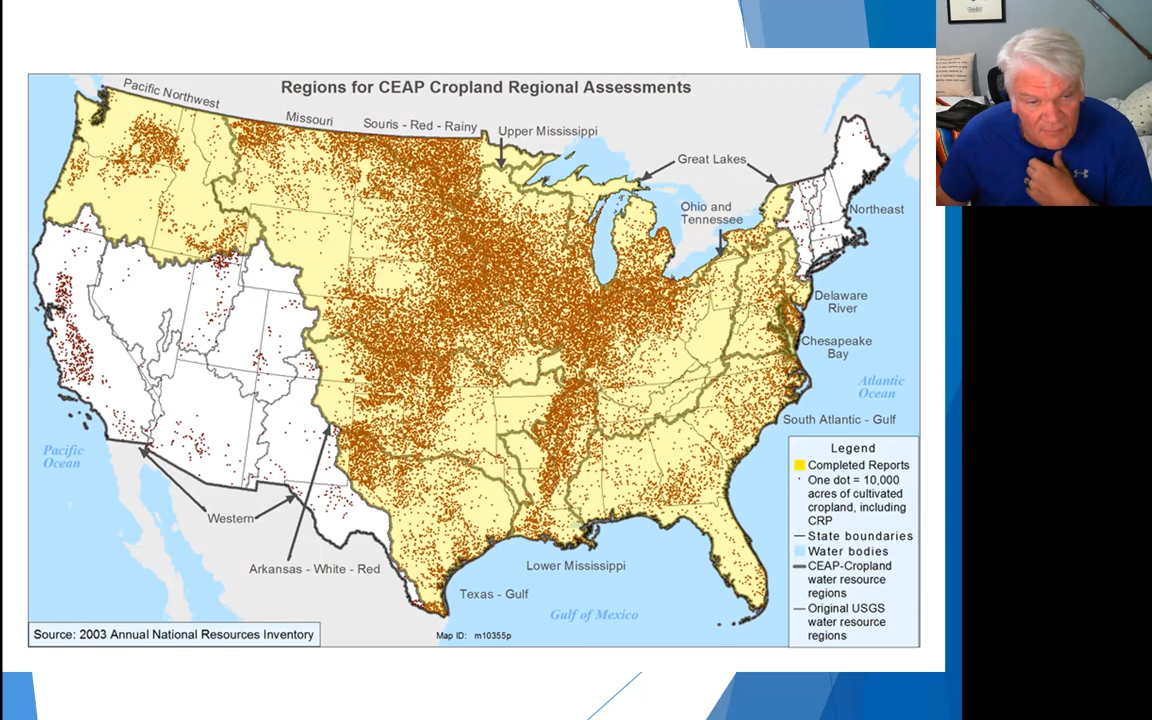 Regions for CEAP Cropland Regional Assessments
Pacific Northwest
Missouri
Souris - Red - Rainy
Upper Mississippi
Great Lakes
Ohio and
Tennessee
Northeast
Delaware
River
Chesapeake
Bay
Atlantic
Ocean
South Atlantic - Gulf
Pacific
Ocean
Western
Arkansas - White - Red
Texas - Gulf
Lower Mississippi
Gulf of Mexico
Legend
Completed Reports
One dot = 10,000
acres of cultivated
cropland, including
CRP
State boundaries
Water bodies
CEAP-Cropland
water resource
regions
Original USGS
water resource
regions
Source: 2003 Annual National Resources Inventory
Map ID: m10355p